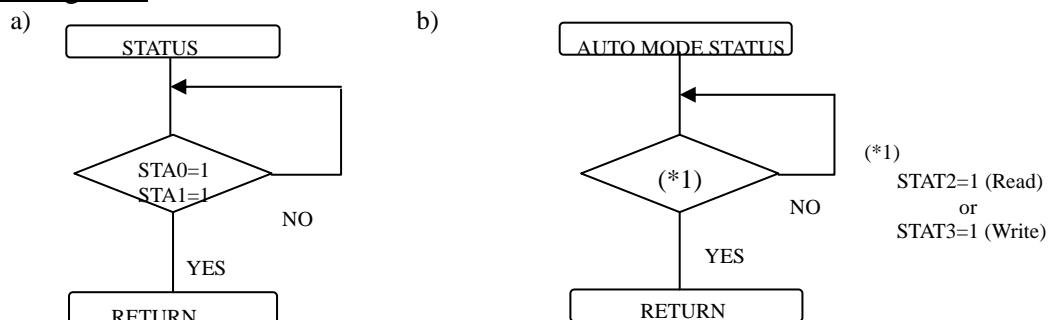 a)
STATUS
STA0=1
STA1=1
NO
YES
RETURN
b)
AUTO MODE STATUS
(*1)
NO
YES
RETURN
(*1)
STAT2=1 (Read)
or
STAT3=1 (Write)